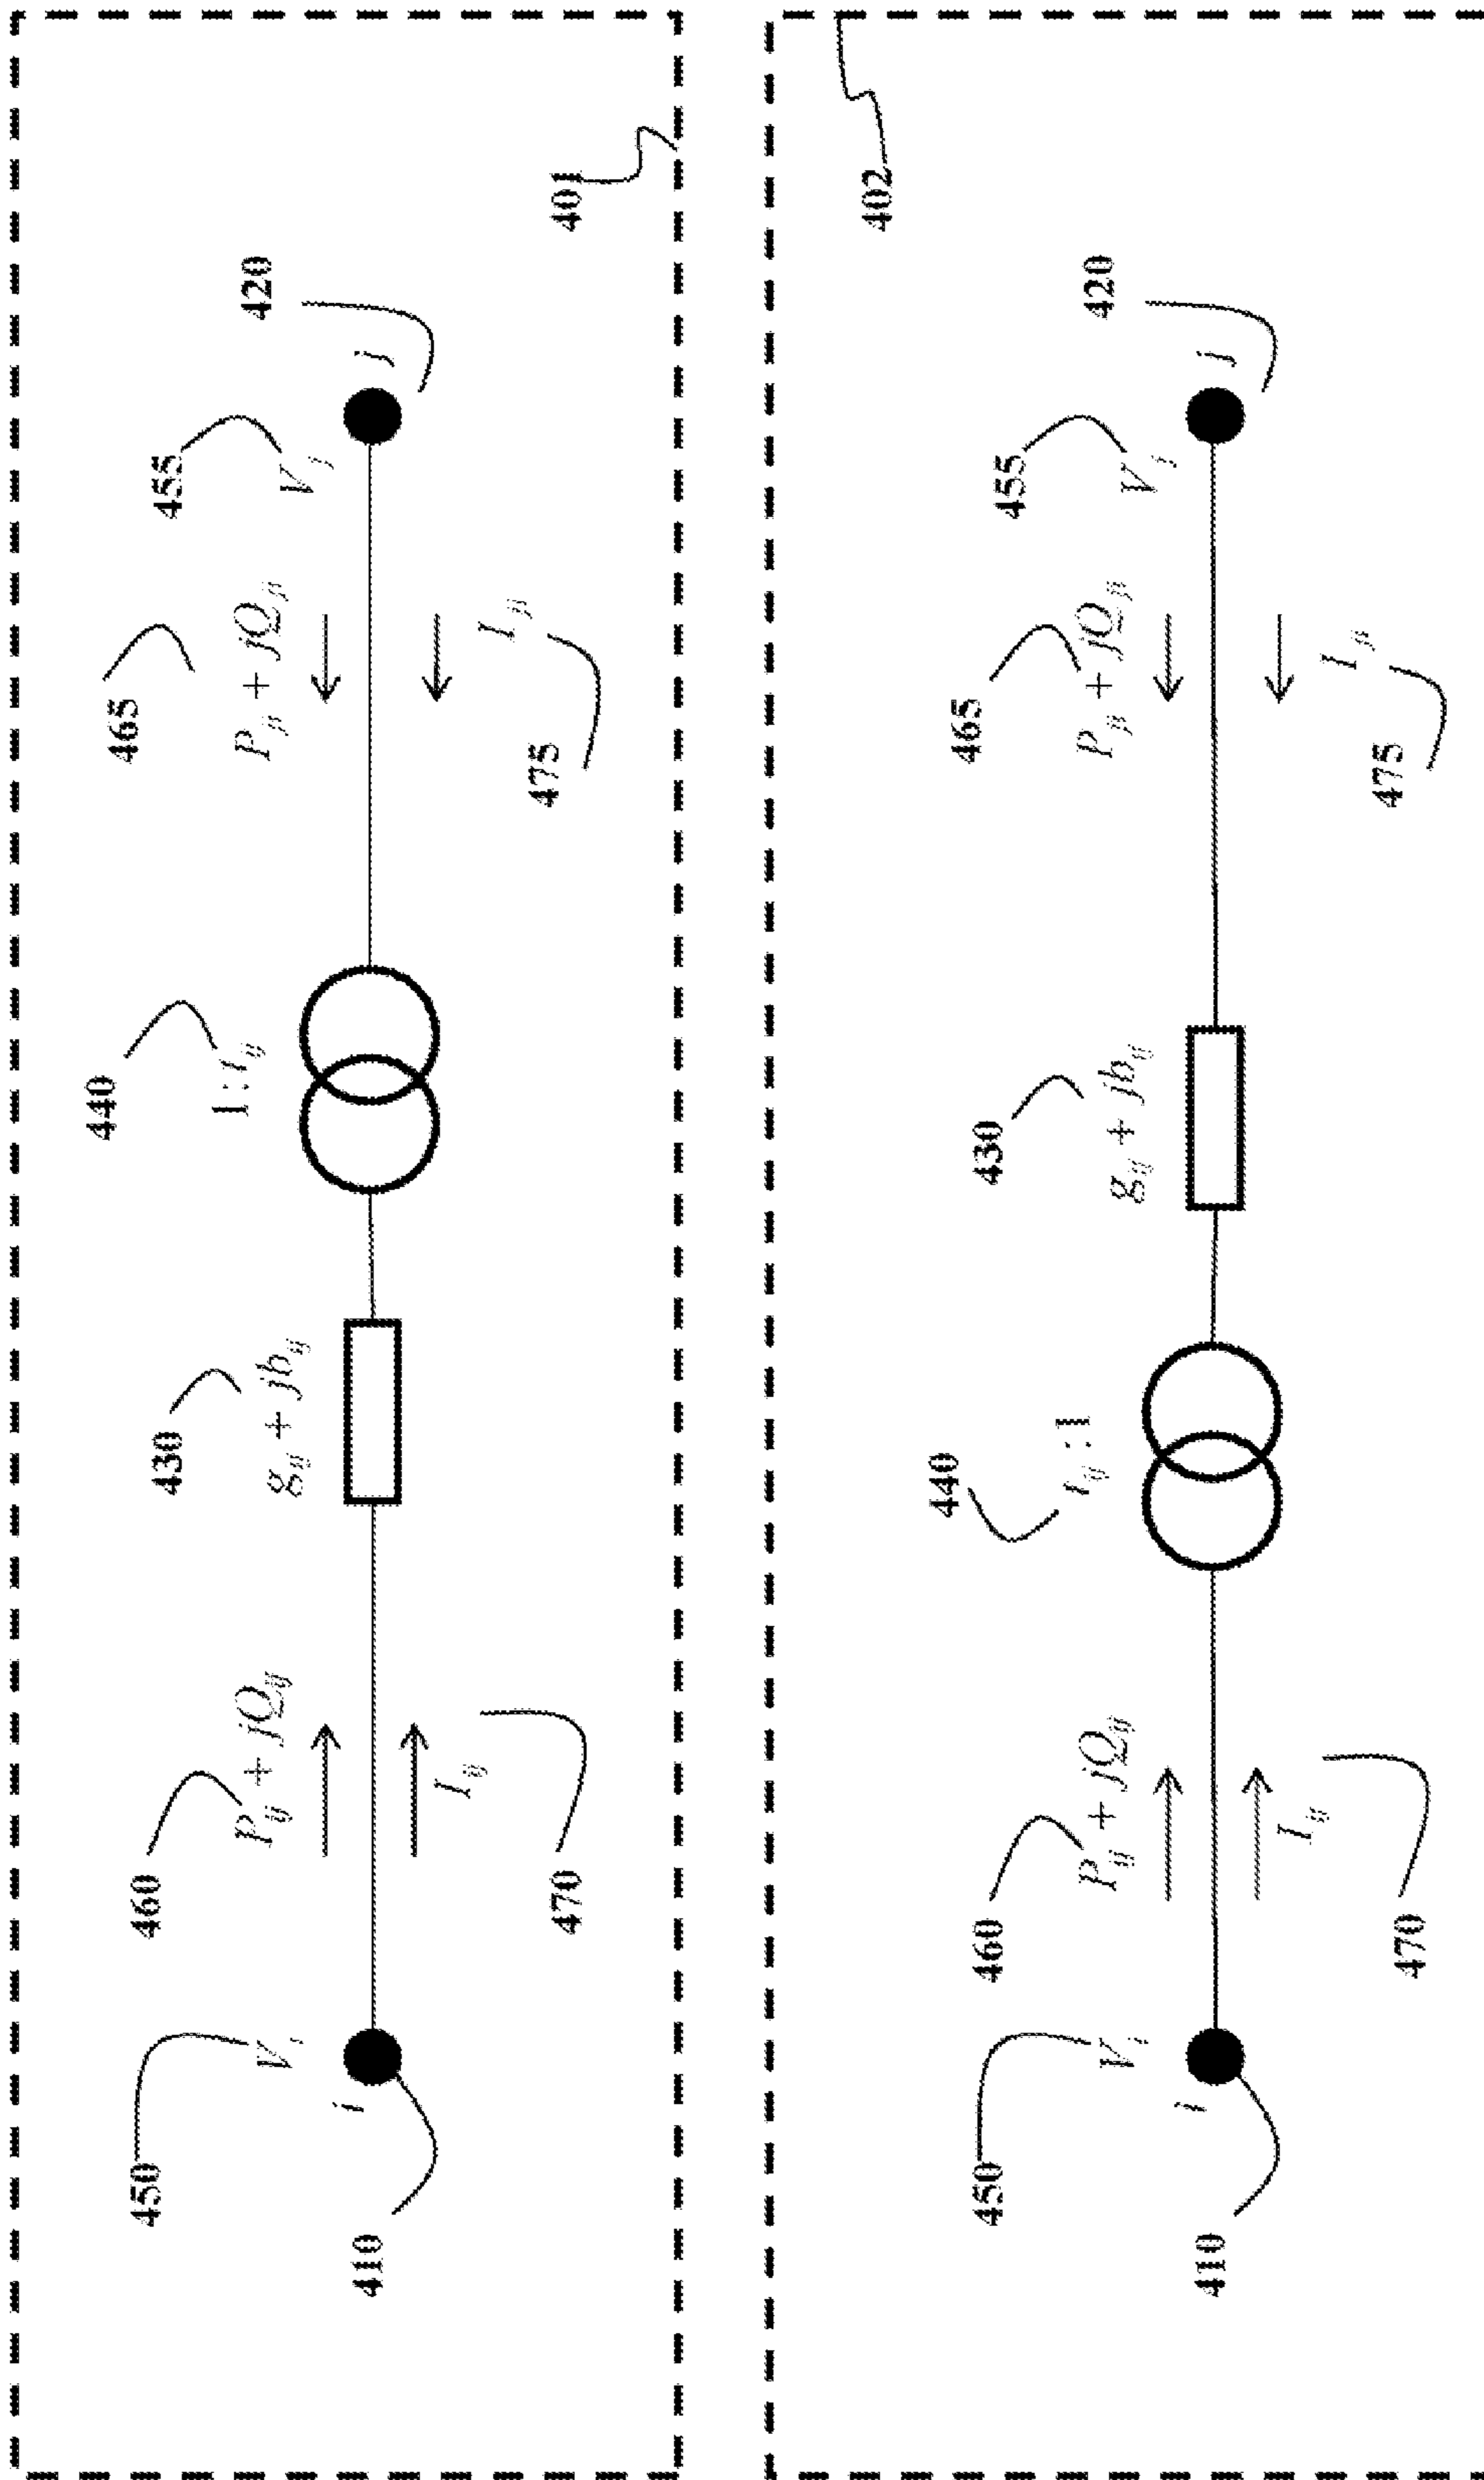 450
V_i
i
410
460
P_ij + jQ_ij
I_ij
470
430
g_ij + jb_ij
440
1 : t_ij
465
P_ji + jQ_ji
I_ji
475
455
V_j
j
420
401
450
V_i
i
410
460
P_ij + jQ_ij
I_ij
470
440
t_ij : 1
430
g_ij + jb_ij
465
P_ji + jQ_ji
I_ji
475
455
V_j
j
420
402